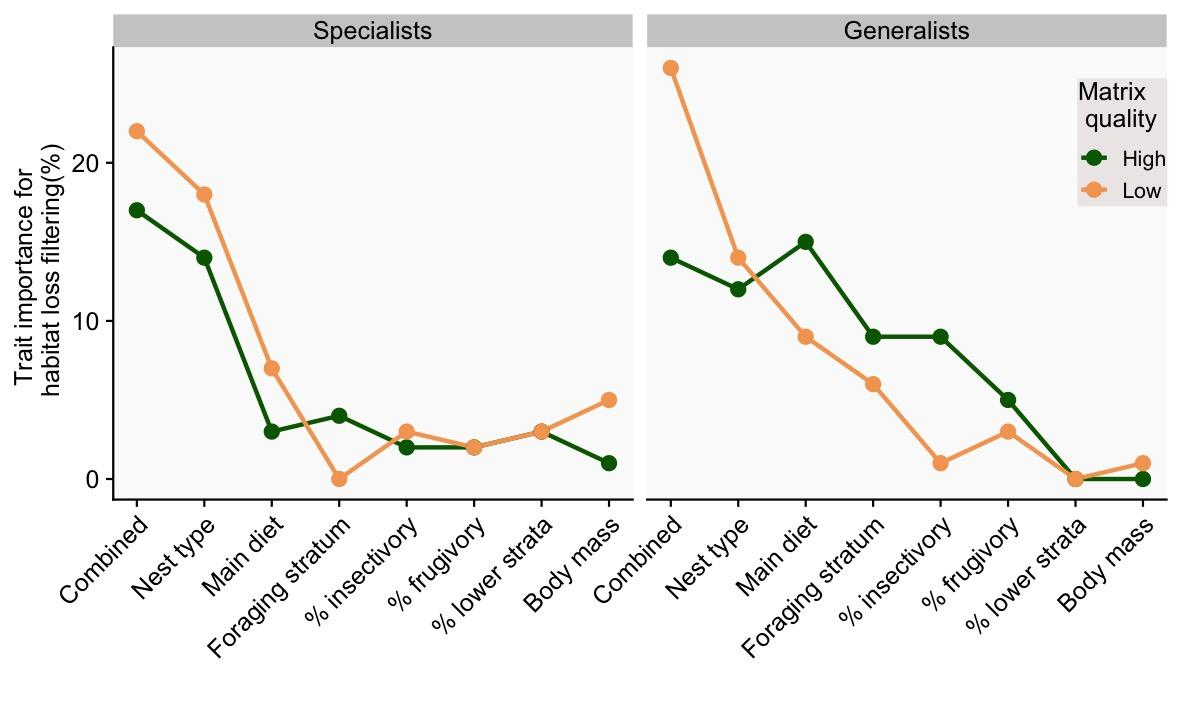 Specialists
Generalists
Trait importance for
habitat loss filtering(%)
20
10
0
Matrix
quality
High
Low
Combined
Nest type
Main diet
Foraging stratum
% insectivory
% frugivory
% lower strata
Body mass
Combined
Nest type
Main diet
Foraging stratum
% insectivory
% frugivory
% lower strata
Body mass